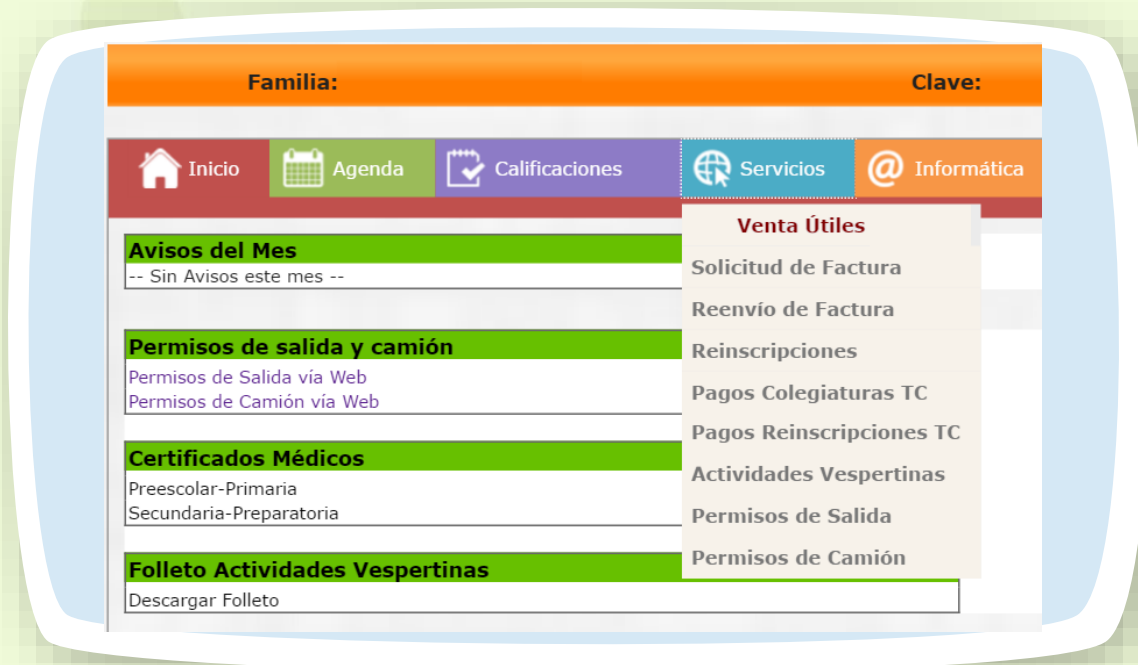 Familia: Clave:
Inicio Agenda Calificaciones Servicios Informática
Venta Útiles
Solicitud de Factura
Reenvío de Factura
Reinscripciones
Pagos Colegiaturas TC
Pagos Reinscripciones TC
Actividades Vespertinas
Permisos de Salida
Permisos de Camión
Avisos del Mes
-- Sin Avisos este mes --
Permisos de salida y camión
Permisos de Salida vía Web
Permisos de Camión vía Web
Certificados Médicos
Preescolar-Primaria
Secundaria-Preparatoria
Folleto Actividades Vespertinas
Descargar Folleto